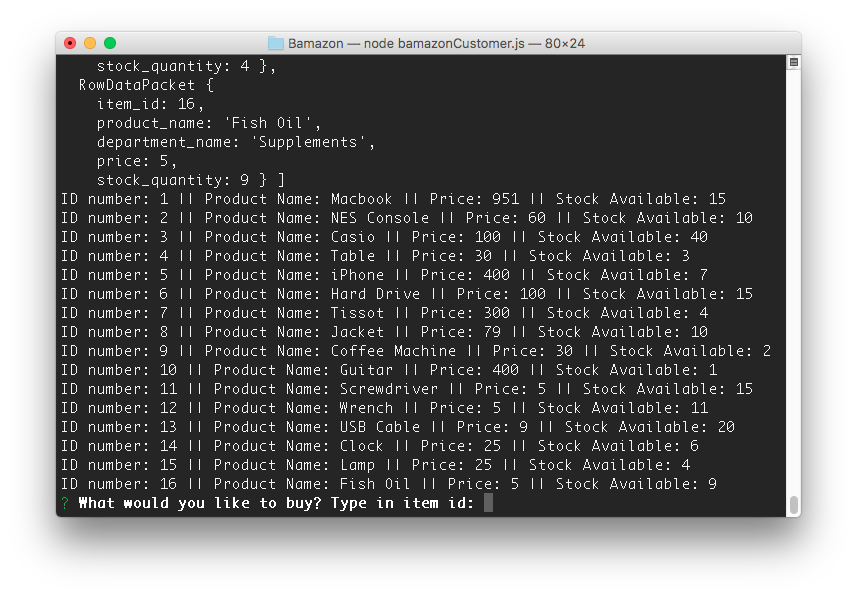 Bamazon — node bamazonCustomer.js — 80×24
stock_quantity: 4 },
RowDataPacket {
item_id: 16,
product_name: 'Fish Oil',
department_name: 'Supplements',
price: 5,
stock_quantity: 9 } ]
ID number: 1 || Product Name: Macbook || Price: 951 || Stock Available: 15
ID number: 2 || Product Name: NES Console || Price: 60 || Stock Available: 10
ID number: 3 || Product Name: Casio || Price: 100 || Stock Available: 40
ID number: 4 || Product Name: Table || Price: 30 || Stock Available: 3
ID number: 5 || Product Name: iPhone || Price: 400 || Stock Available: 7
ID number: 6 || Product Name: Hard Drive || Price: 100 || Stock Available: 15
ID number: 7 || Product Name: Tissot || Price: 300 || Stock Available: 4
ID number: 8 || Product Name: Jacket || Price: 79 || Stock Available: 10
ID number: 9 || Product Name: Coffee Machine || Price: 30 || Stock Available: 2
ID number: 10 || Product Name: Guitar || Price: 400 || Stock Available: 1
ID number: 11 || Product Name: Screwdriver || Price: 5 || Stock Available: 15
ID number: 12 || Product Name: Wrench || Price: 5 || Stock Available: 11
ID number: 13 || Product Name: USB Cable || Price: 9 || Stock Available: 20
ID number: 14 || Product Name: Clock || Price: 25 || Stock Available: 6
ID number: 15 || Product Name: Lamp || Price: 25 || Stock Available: 4
ID number: 16 || Product Name: Fish Oil || Price: 5 || Stock Available: 9
? What would you like to buy? Type in item id: